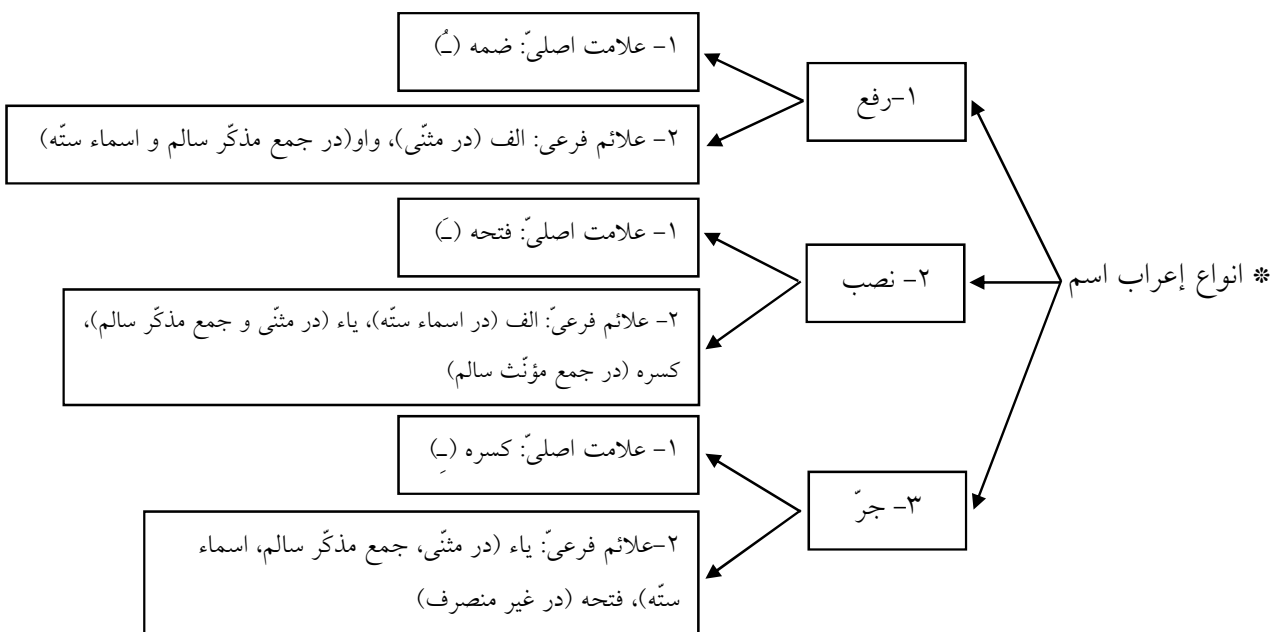 * انواع إعراب اسم
۱-رفع
۱- علامت اصلیّ: ضمه (ـُ)
۲- علائم فرعی: الف (در مثنّی)، واو(در جمع مذکّر سالم و اسماء ستّه)
۲- نصب
۱- علامت اصلیّ: فتحه (ـَ)
۲- علائم فرعیّ: الف (در اسماء ستّه)، یاء (در مثنّی و جمع مذکّر سالم)،
کسره (در جمع مؤنّث سالم)
۳- جرّ
۱- علامت اصلیّ: کسره (ـِ)
۲-علائم فرعیّ: یاء (در مثنّی، جمع مذکّر سالم، اسماء
ستّه)، فتحه (در غیر منصرف)